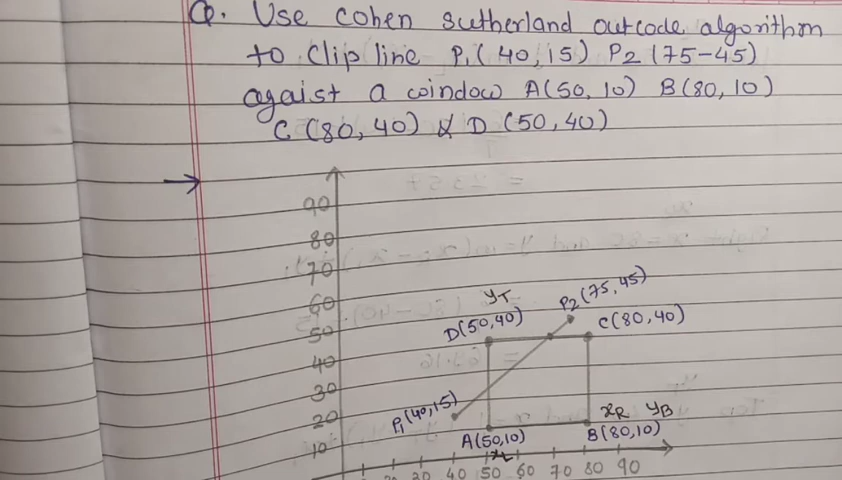 Q. Use cohen sutherland outcode algorithm
to clip line P1(40,15) P2(75-45)
agaist a window A(50,10) B(80,10)
C(80,40) & D(50,40)
90
80
70
60
50
40
30
20
10
YT
P2(75,45)
D(50,40)
C(80,40)
P1(40,15)
xR YB
A(50,10)
B(80,10)
xL
20 30 40 50 60 70 80 90